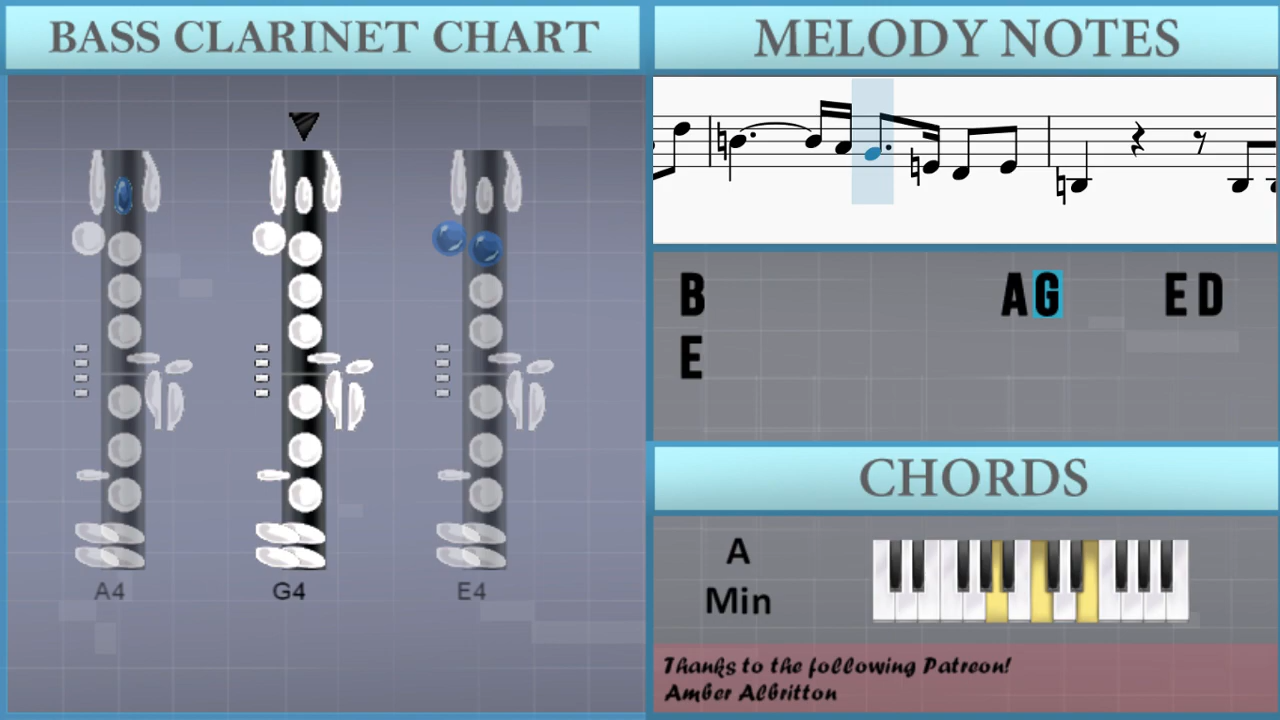 BASS CLARINET CHART
A4 G4 E4
MELODY NOTES
B A G E D
E
CHORDS
A
Min
Thanks to the following Patreon!
Amber Albritton